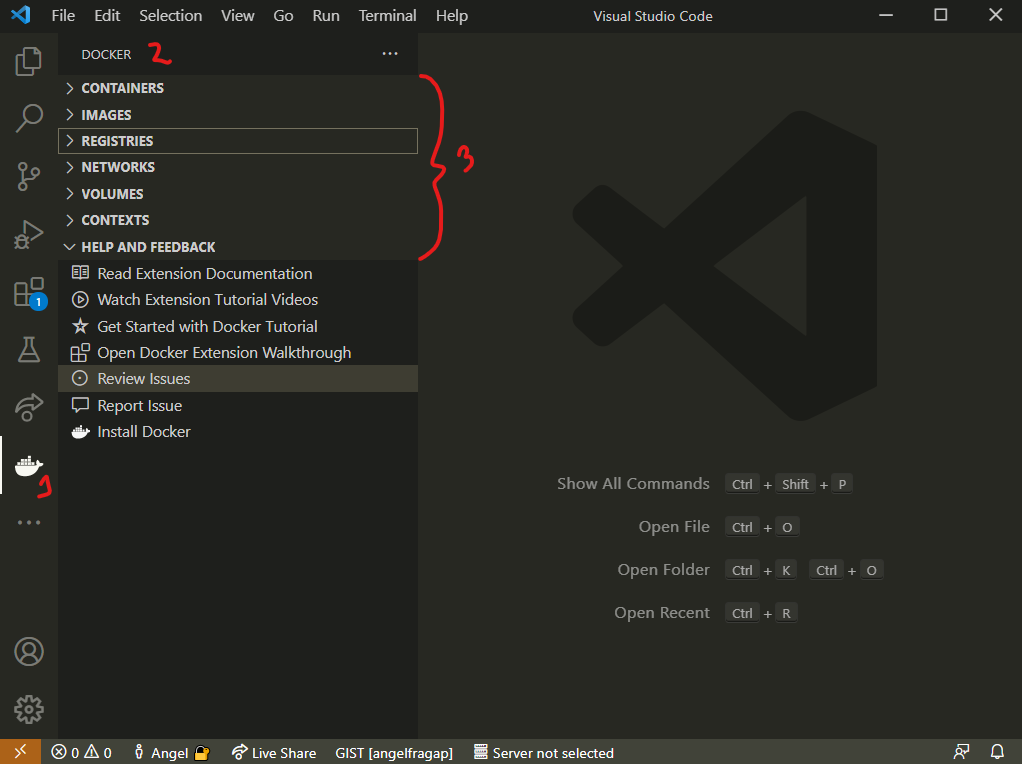 File Edit Selection View Go Run Terminal Help Visual Studio Code
DOCKER 2
CONTAINERS
IMAGES
REGISTRIES
3
NETWORKS
VOLUMES
CONTEXTS
HELP AND FEEDBACK
Read Extension Documentation
Watch Extension Tutorial Videos
1
Get Started with Docker Tutorial
Open Docker Extension Walkthrough
Review Issues
Report Issue
Install Docker
1
Show All Commands Ctrl + Shift + P
Open File Ctrl + O
Open Folder Ctrl + K Ctrl + O
Open Recent Ctrl + R
0 0 Angel Live Share GIST [angelfragap] Server not selected